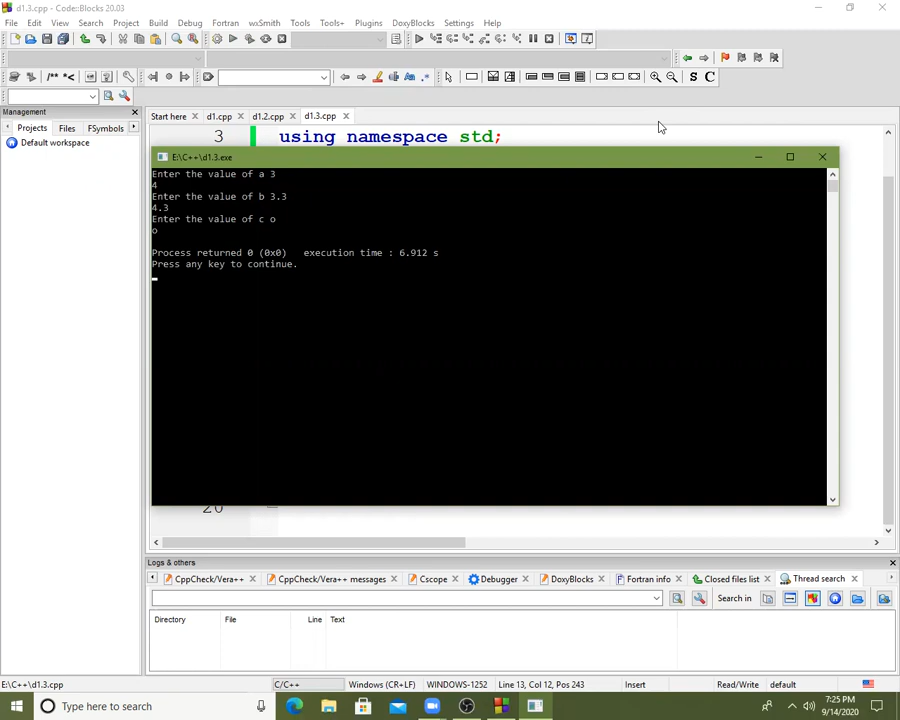 d1.3.cpp - Code::Blocks 20.03
File Edit View Search Project Build Debug Fortran wxSmith Tools Tools+ Plugins DoxyBlocks Settings Help
/** *<
Aa .*
S C
Management
Projects Files FSymbols
Default workspace
Start here d1.cpp d1.2.cpp d1.3.cpp
3 using namespace std;
E:\C++\d1.3.exe
Enter the value of a 3
4
Enter the value of b 3.3
4.3
Enter the value of c o
o
Process returned 0 (0x0) execution time : 6.912 s
Press any key to continue.
20
Logs & others
CppCheck/Vera++ CppCheck/Vera++ messages Cscope Debugger DoxyBlocks Fortran info Closed files list Thread search
Search in
Directory File Line Text
E:\C++\d1.3.cpp C/C++ Windows (CR+LF) WINDOWS-1252 Line 13, Col 12, Pos 243 Insert Read/Write default
Type here to search
7:25 PM
9/14/2020